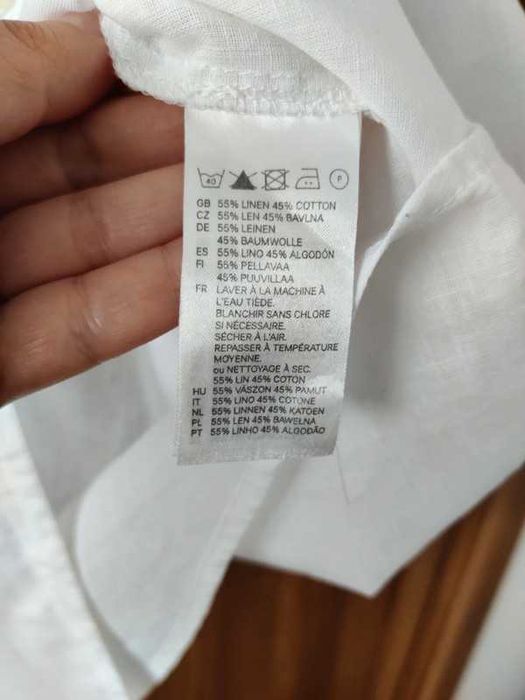 40 P
GB 55% LINEN 45% COTTON
CZ 55% LEN 45% BAVLNA
DE 55% LEINEN
45% BAUMWOLLE
ES 55% LINO 45% ALGODÓN
FI 55% PELLAVAA
45% PUUVILLAA
FR LAVER À LA MACHINE À
L'EAU TIÈDE.
BLANCHIR SANS CHLORE
SI NÉCESSAIRE.
SÉCHER À L'AIR.
REPASSER À TEMPÉRATURE
MOYENNE.
ou NETTOYAGE À SEC.
55% LIN 45% COTON
HU 55% VÁSZON 45% PAMUT
IT 55% LINO 45% COTONE
NL 55% LINNEN 45% KATOEN
PL 55% LEN 45% BAWEŁNA
PT 55% LINHO 45% ALGODÃO